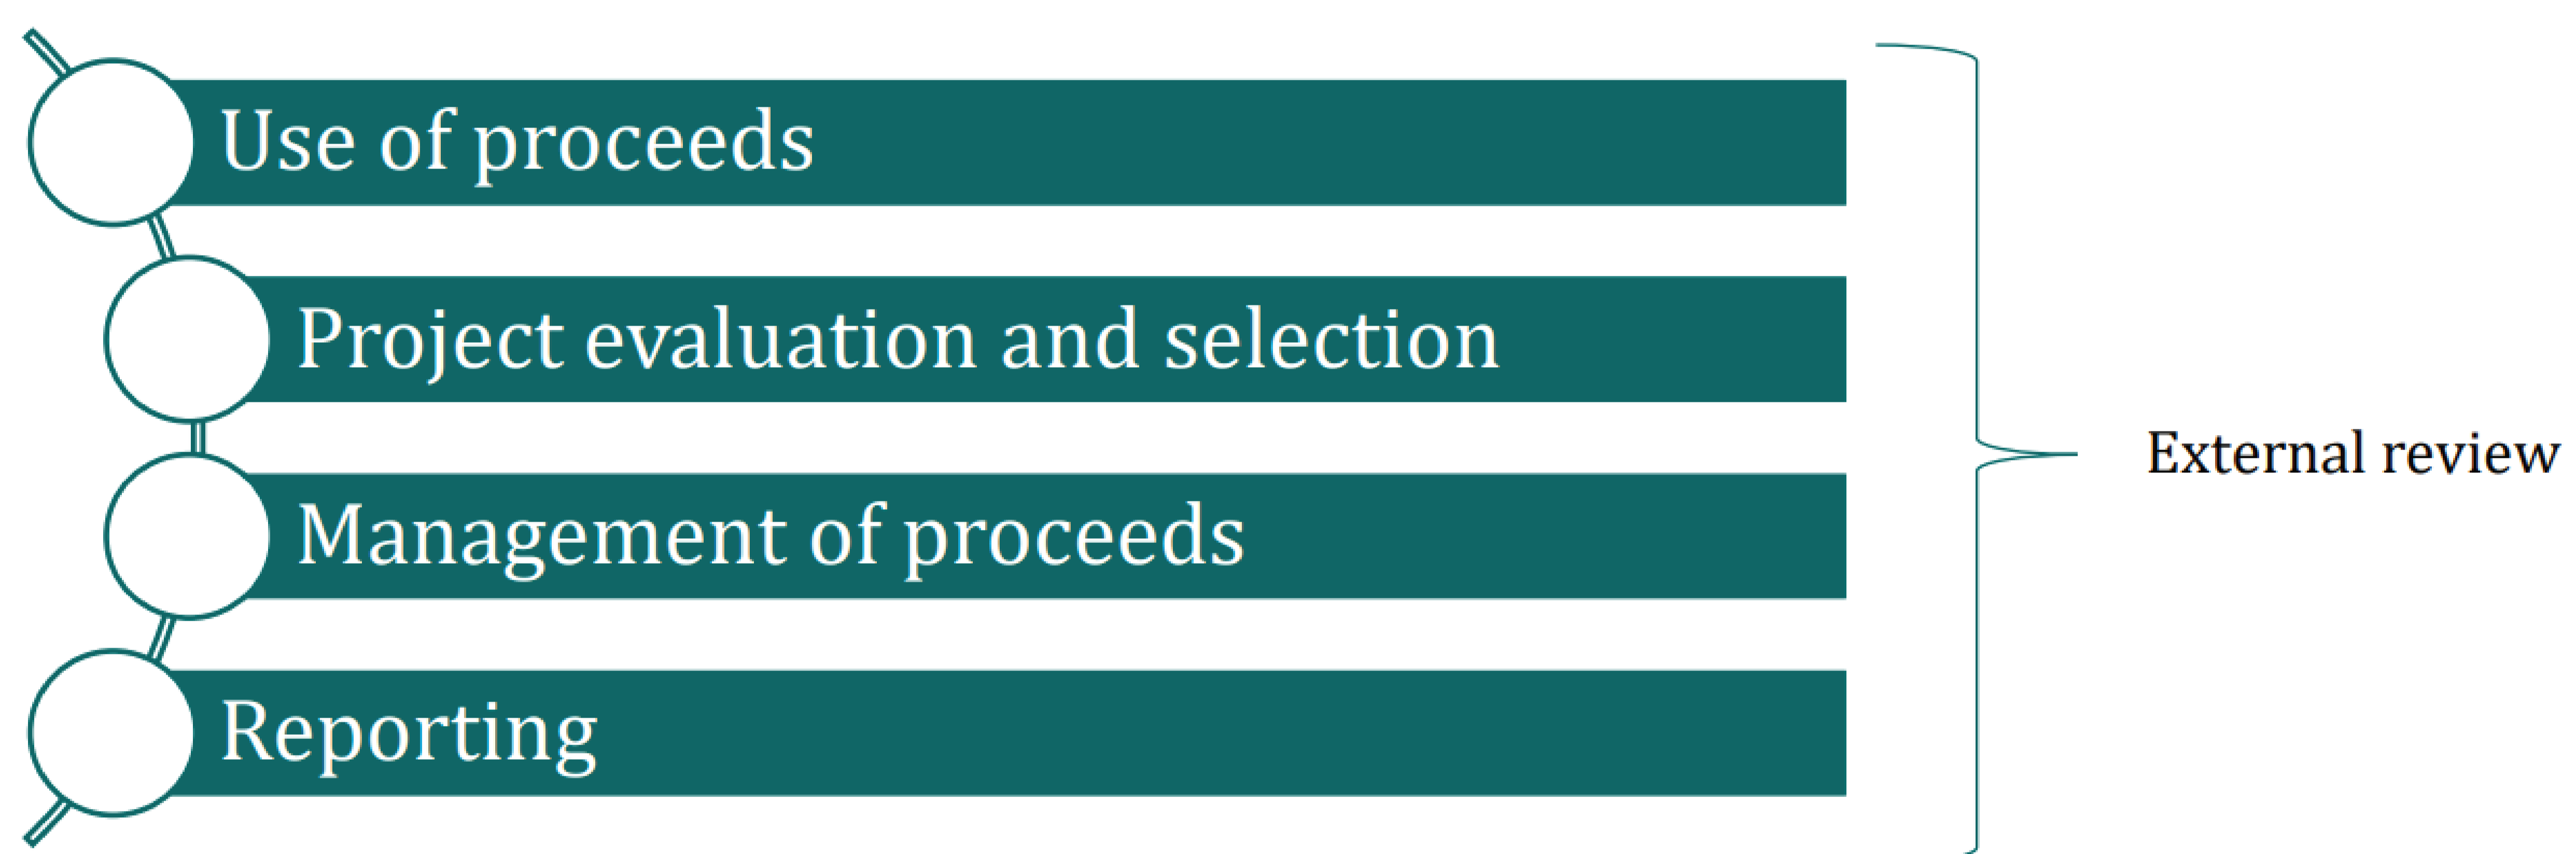 Use of proceeds
Project evaluation and selection
Management of proceeds
Reporting
External review